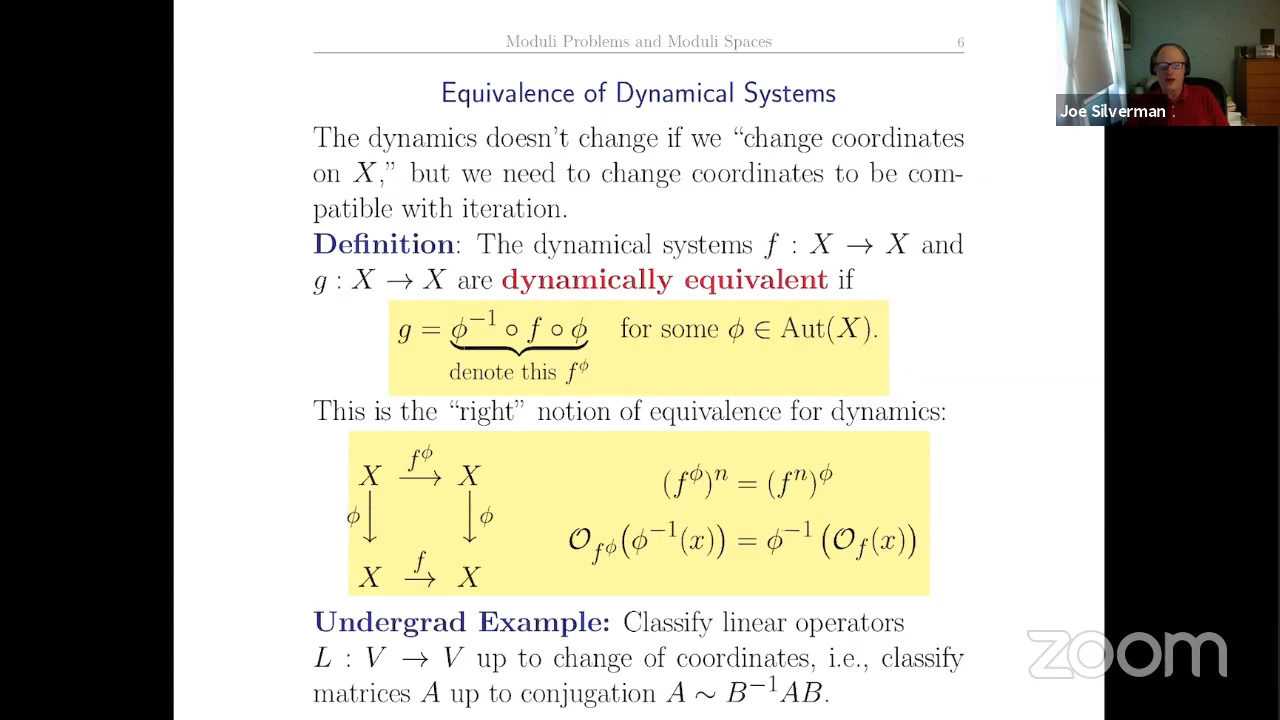 Moduli Problems and Moduli Spaces 6
Equivalence of Dynamical Systems
The dynamics doesn't change if we “change coordinates
on X,” but we need to change coordinates to be com-
patible with iteration.
Definition: The dynamical systems f : X → X and
g : X → X are dynamically equivalent if
g = ϕ⁻¹ ∘ f ∘ ϕ for some ϕ ∈ Aut(X).
denote this f^ϕ
This is the “right” notion of equivalence for dynamics:
f^ϕ
X → X
ϕ ↓ ↓ ϕ
f
X → X
(f^ϕ)^n = (f^n)^ϕ
𝒪_{f^ϕ}(ϕ⁻¹(x)) = ϕ⁻¹(𝒪_f(x))
Undergrad Example: Classify linear operators
L : V → V up to change of coordinates, i.e., classify
matrices A up to conjugation A ∼ B⁻¹AB.
Joe Silverman
zoom